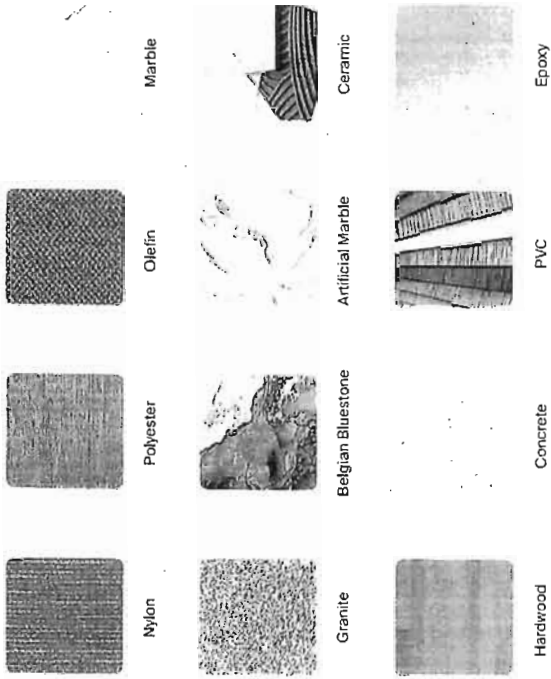 Nylon Polyester Olefin Marble
Granite Belgian Bluestone Artificial Marble Ceramic
Hardwood Concrete PVC Epoxy